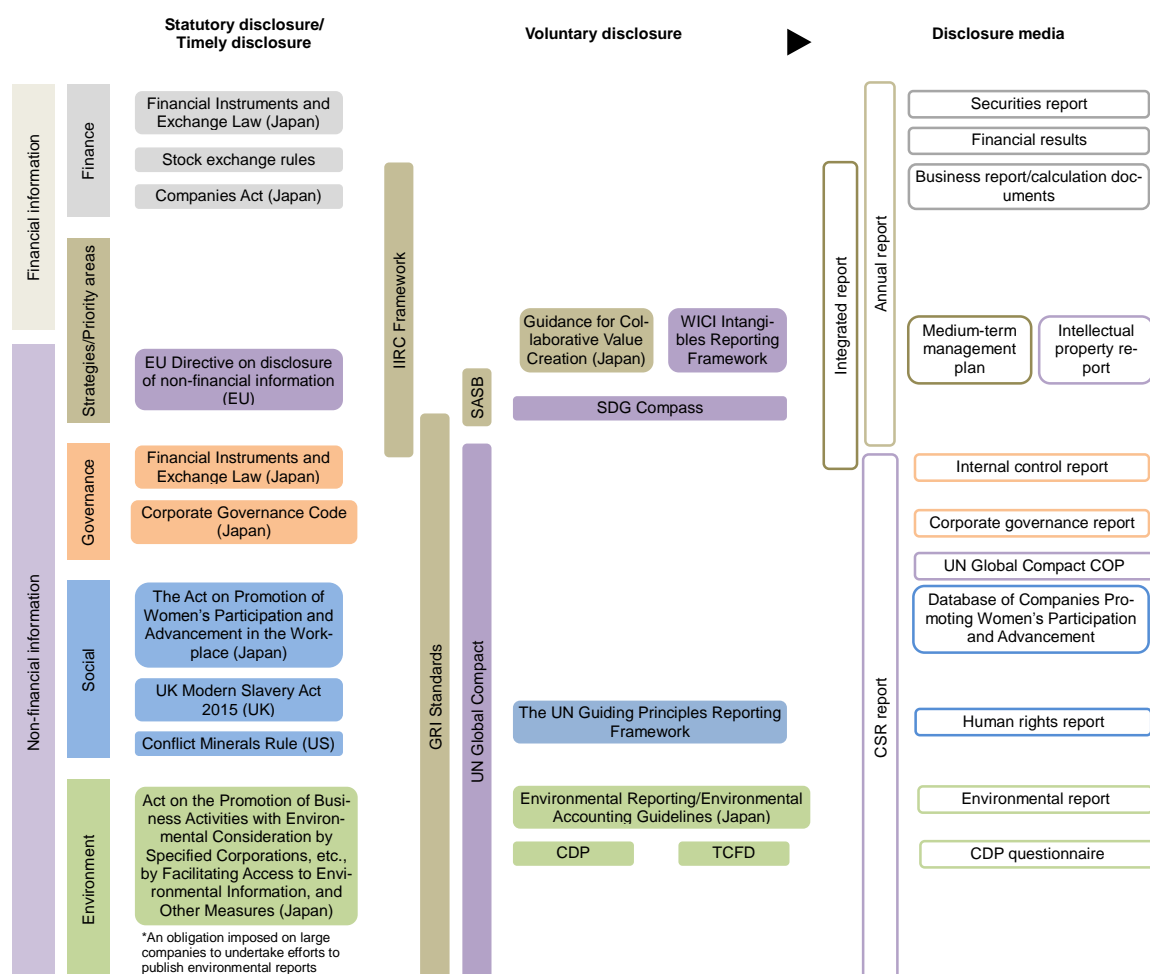 Statutory disclosure/
Timely disclosure
Voluntary disclosure
Disclosure media
Financial information
Non-financial information
Finance
Strategies/Priority areas
Governance
Social
Environment
Financial Instruments and
Exchange Law (Japan)
Stock exchange rules
Companies Act (Japan)
EU Directive on disclosure
of non-financial information
(EU)
Financial Instruments and
Exchange Law (Japan)
Corporate Governance Code
(Japan)
The Act on Promotion of
Women's Participation and
Advancement in the Work-
place (Japan)
UK Modern Slavery Act
2015 (UK)
Conflict Minerals Rule (US)
Act on the Promotion of Busi-
ness Activities with Environ-
mental Consideration by
Specified Corporations, etc.,
by Facilitating Access to Envi-
ronmental Information, and
Other Measures (Japan)
*An obligation imposed on large
companies to undertake efforts to
publish environmental reports
IIRC Framework
GRI Standards
SASB
UN Global Compact
Guidance for Col-
laborative Value
Creation (Japan)
WICI Intangi-
bles Reporting
Framework
SDG Compass
The UN Guiding Principles Reporting
Framework
Environmental Reporting/Environmental
Accounting Guidelines (Japan)
CDP
TCFD
Integrated report
Annual report
CSR report
Securities report
Financial results
Business report/calculation doc-
uments
Medium-term
management
plan
Intellectual
property re-
port
Internal control report
Corporate governance report
UN Global Compact COP
Database of Companies Pro-
moting Women's Participation
and Advancement
Human rights report
Environmental report
CDP questionnaire